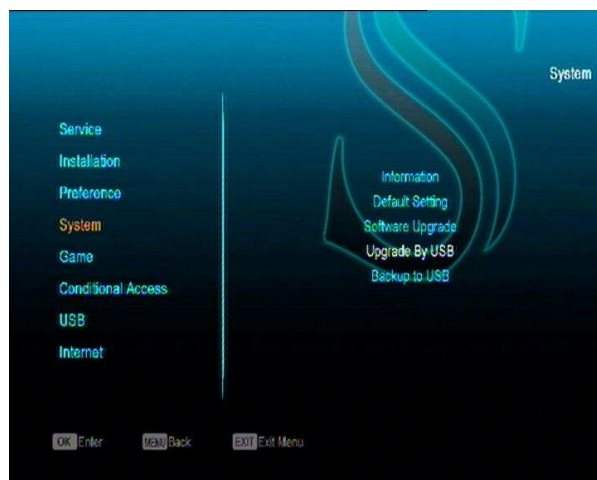 System
Service
Installation
Preference
System
Game
Conditional Access
USB
Internet
Information
Default Setting
Software Upgrade
Upgrade By USB
Backup to USB
OK Enter
MENU Back
EXIT Exit Menu